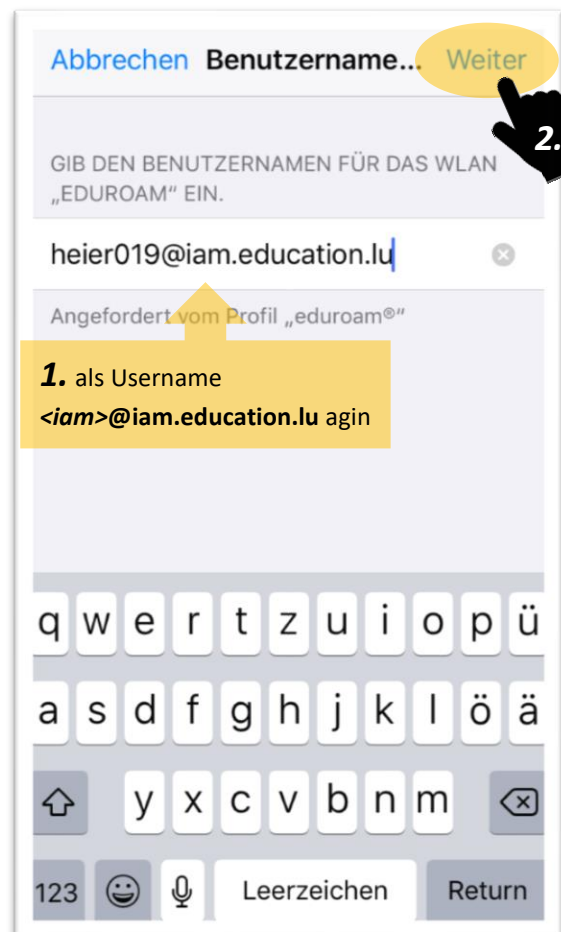 Abbrechen Benutzername... Weiter
2.
GIB DEN BENUTZERNAMEN FÜR DAS WLAN
„EDUROAM“ EIN.
heier019@iam.education.lu
Angefordert vom Profil „eduroam®“
1. als Username
<iam>@iam.education.lu agin
q w e r t z u i o p ü
a s d f g h j k l ö ä
y x c v b n m
123 Leerzeichen Return